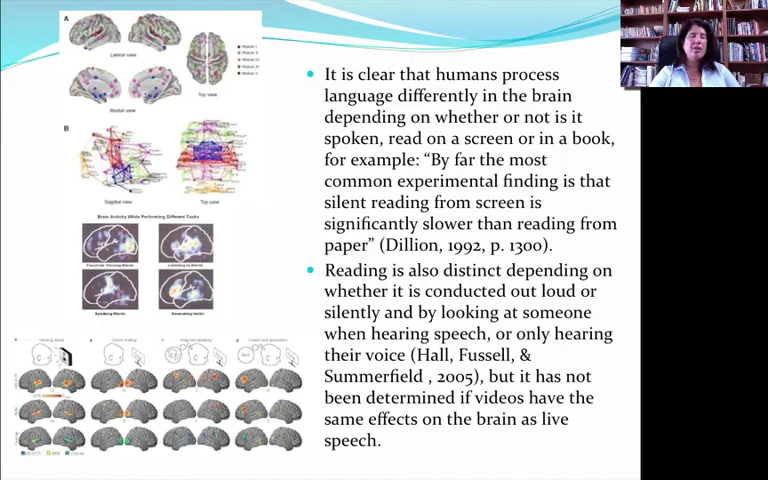 A
Lateral view
Medial view
Top view
B
Sagittal view
Top view
Brain Activity While Performing Different Tasks
Passively Viewing Words
Listening to Words
Speaking Words
Generating Verbs
• It is clear that humans process
language differently in the brain
depending on whether or not is it
spoken, read on a screen or in a book,
for example: “By far the most
common experimental finding is that
silent reading from screen is
significantly slower than reading from
paper” (Dillion, 1992, p. 1300).
• Reading is also distinct depending on
whether it is conducted out loud or
silently and by looking at someone
when hearing speech, or only hearing
their voice (Hall, Fussell, &
Summerfield , 2005), but it has not
been determined if videos have the
same effects on the brain as live
speech.